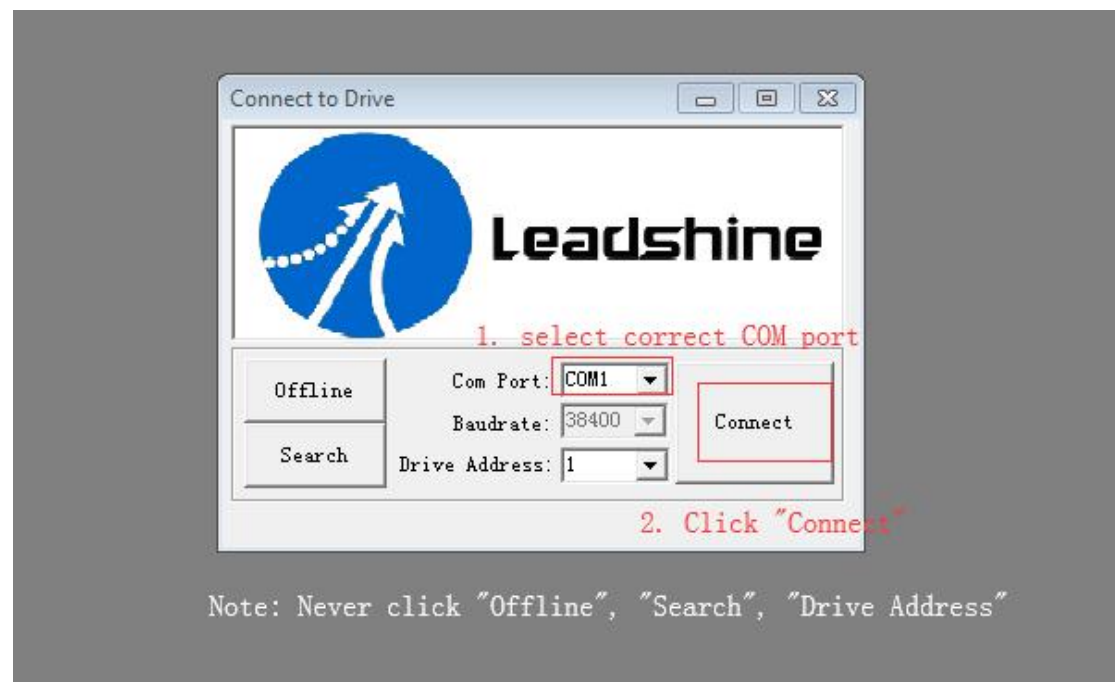 Connect to Drive
Leadshine
1. select correct COM port
Offline
Com Port: COM1
Baudrate: 38400
Connect
Search
Drive Address: 1
2. Click "Connect"
Note: Never click "Offline", "Search", "Drive Address"